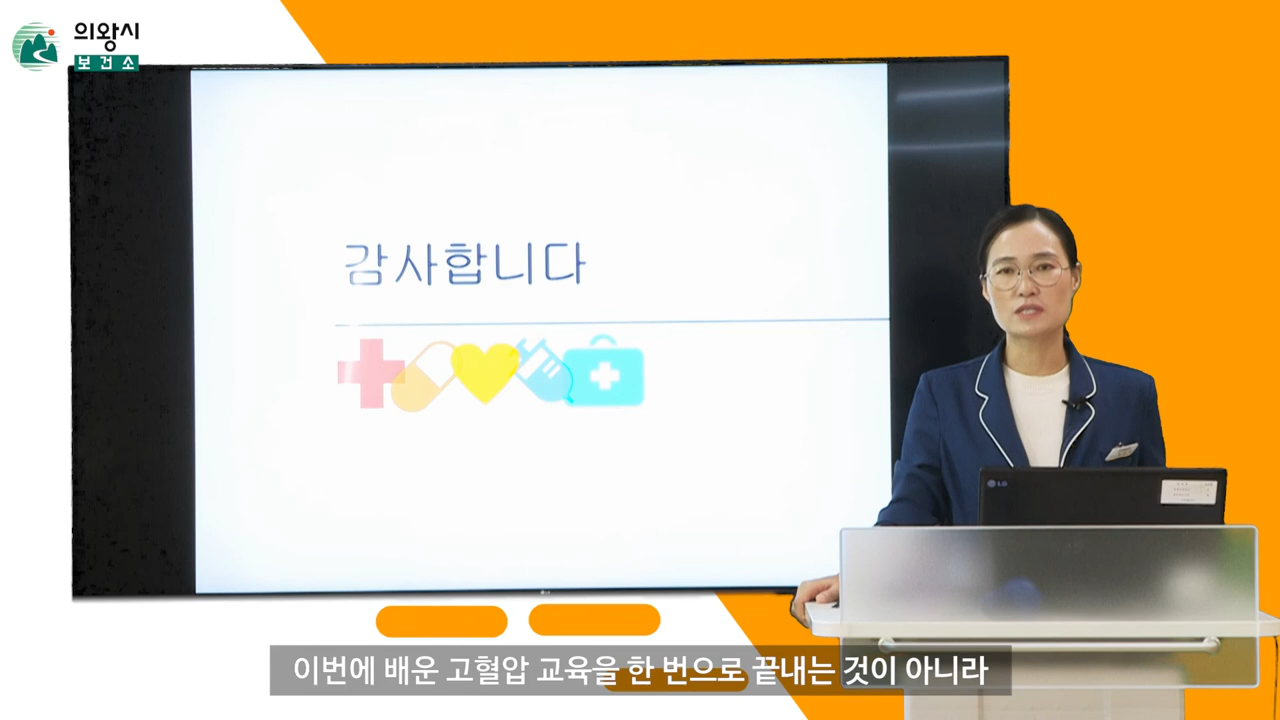 의왕시
보건소
감사합니다
LG
이번에 배운 고혈압 교육을 한 번으로 끝내는 것이 아니라